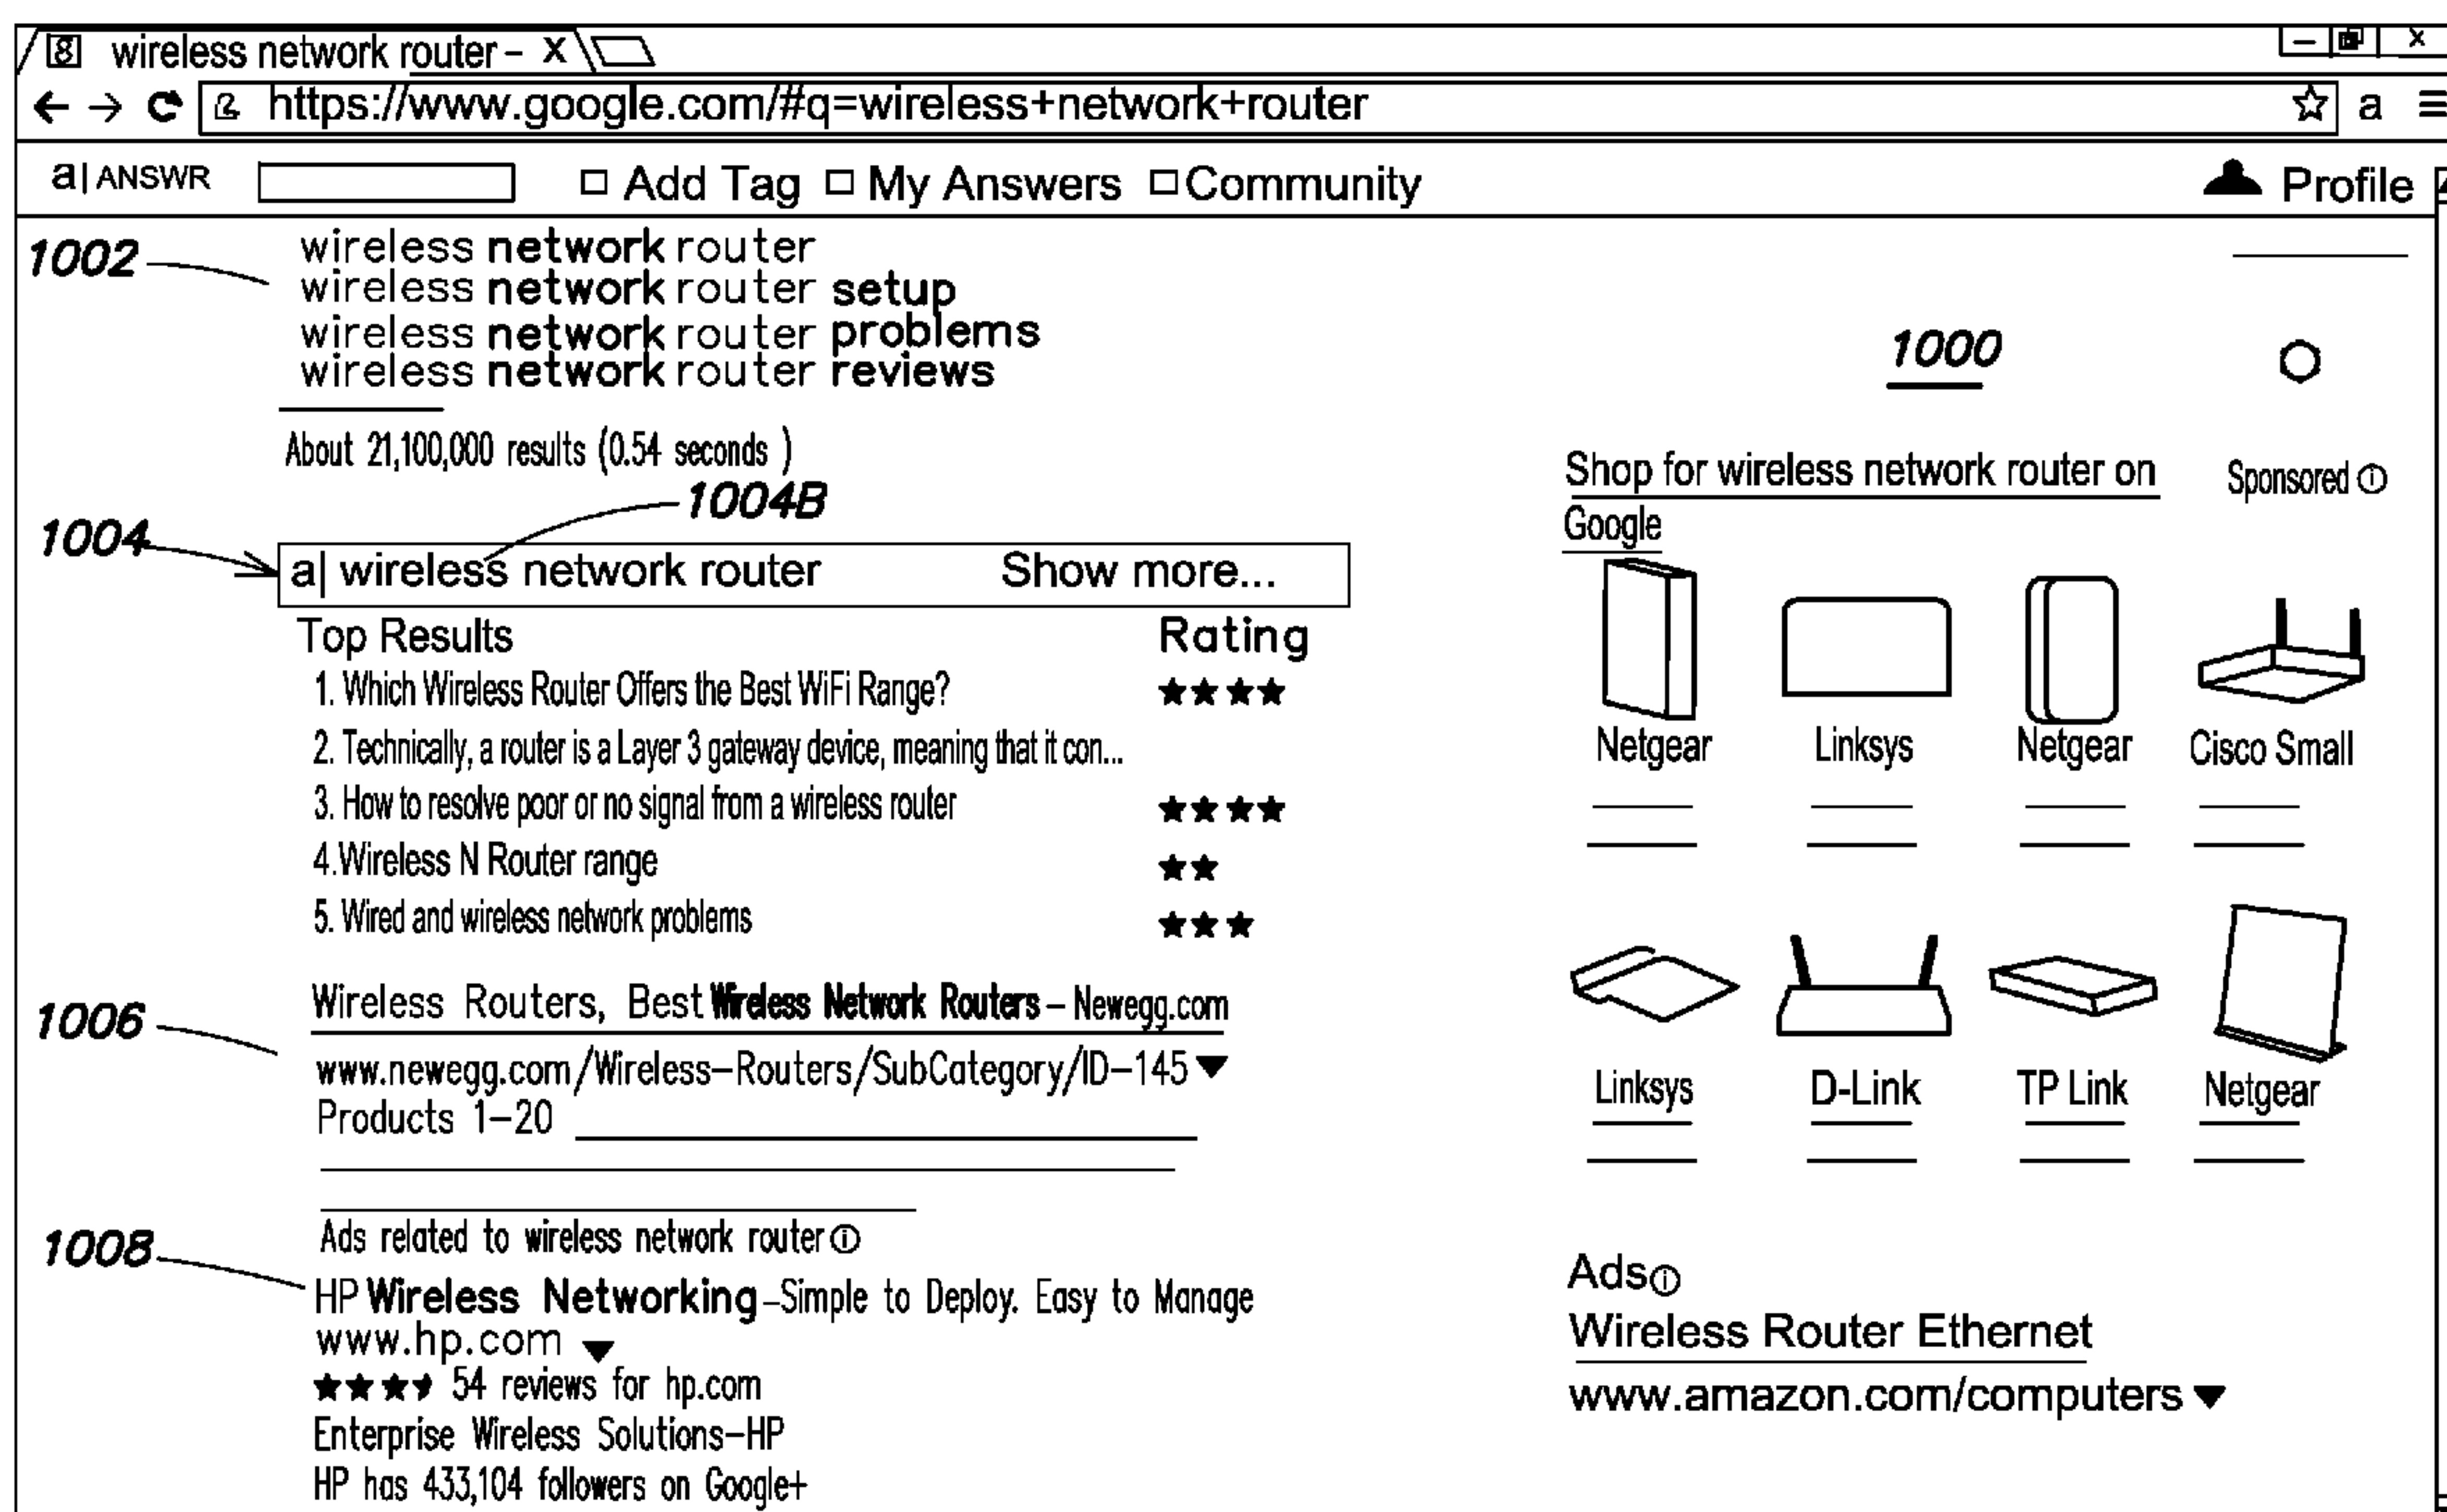 wireless network router – X
https://www.google.com/#q=wireless+network+router a
a| ANSWR Add Tag My Answers Community Profile
1002
wireless network router
wireless network router setup
wireless network router problems
wireless network router reviews
1000
About 21,100,000 results (0.54 seconds )
1004B
1004
a| wireless network router Show more...
Top Results Rating
1. Which Wireless Router Offers the Best WiFi Range? ★★★★
2. Technically, a router is a Layer 3 gateway device, meaning that it con...
3. How to resolve poor or no signal from a wireless router ★★★★
4.Wireless N Router range ★★
5. Wired and wireless network problems ★★★
1006
Wireless Routers, Best Wireless Network Routers – Newegg.com
www.newegg.com/Wireless–Routers/SubCategory/ID–145
Products 1–20
Ads related to wireless network router
1008
HP Wireless Networking –Simple to Deploy. Easy to Manage
www.hp.com
54 reviews for hp.com
Enterprise Wireless Solutions–HP
HP has 433,104 followers on Google+
Shop for wireless network router on
Google
Sponsored
Netgear Linksys Netgear Cisco Small
Linksys D-Link TP Link Netgear
Ads
Wireless Router Ethernet
www.amazon.com/computers